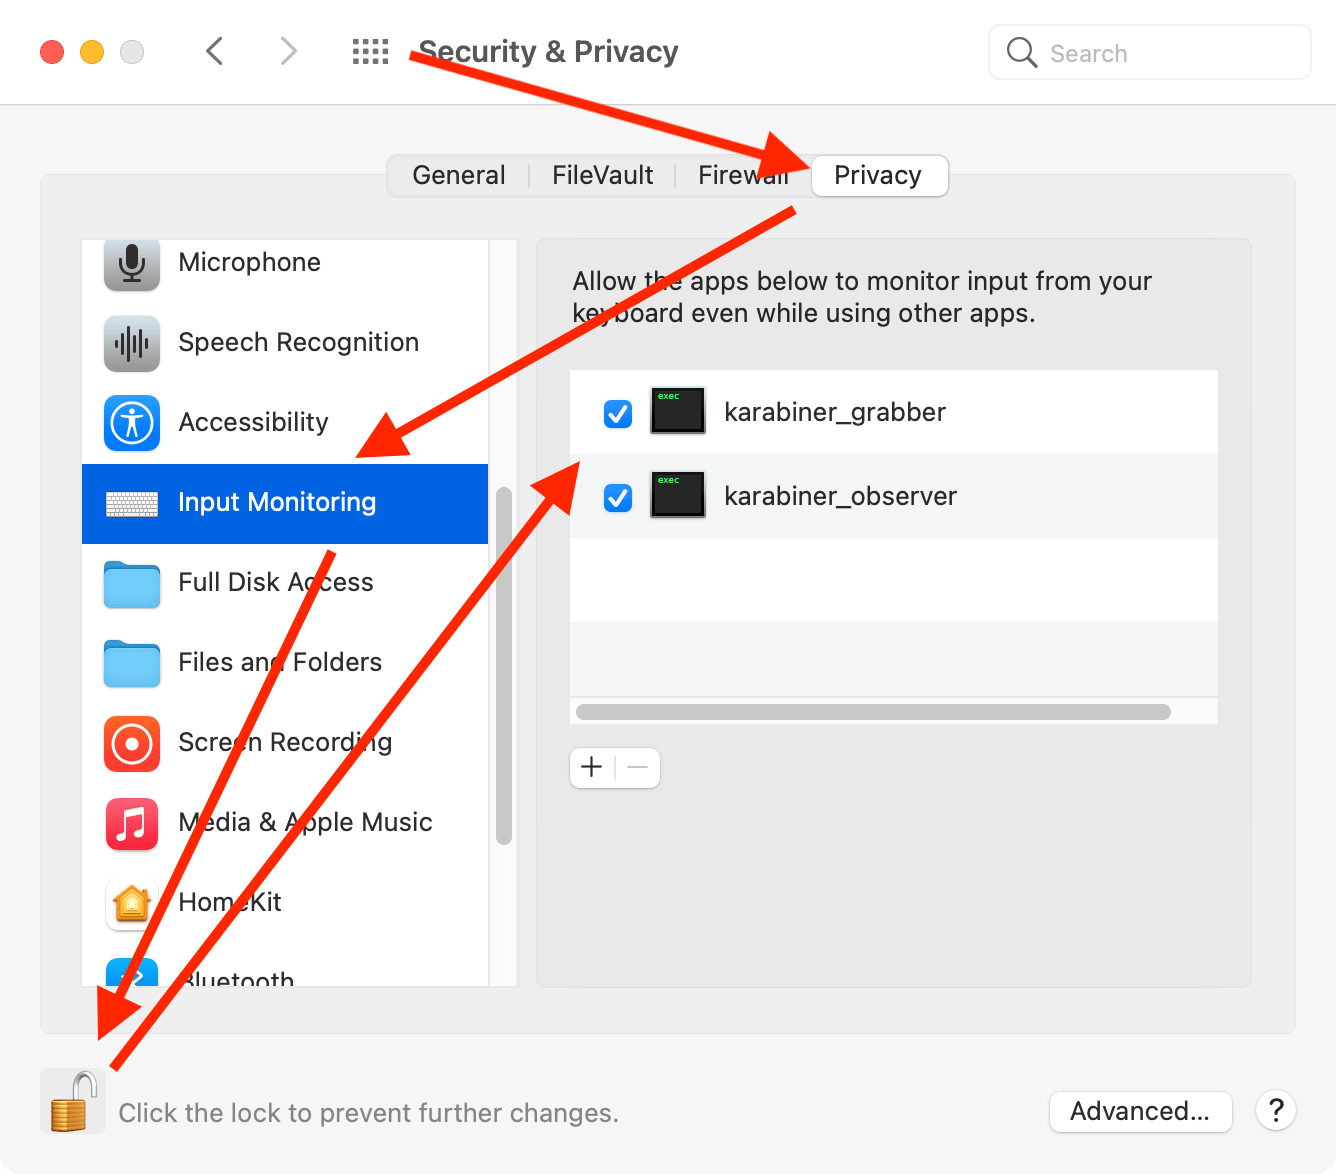 Security & Privacy
Search
General
FileVault
Firewall
Privacy
Microphone
Speech Recognition
Accessibility
Input Monitoring
Full Disk Access
Files and Folders
Screen Recording
Media & Apple Music
HomeKit
Bluetooth
Allow the apps below to monitor input from your
keyboard even while using other apps.
exec
karabiner_grabber
exec
karabiner_observer
Click the lock to prevent further changes.
Advanced...
?